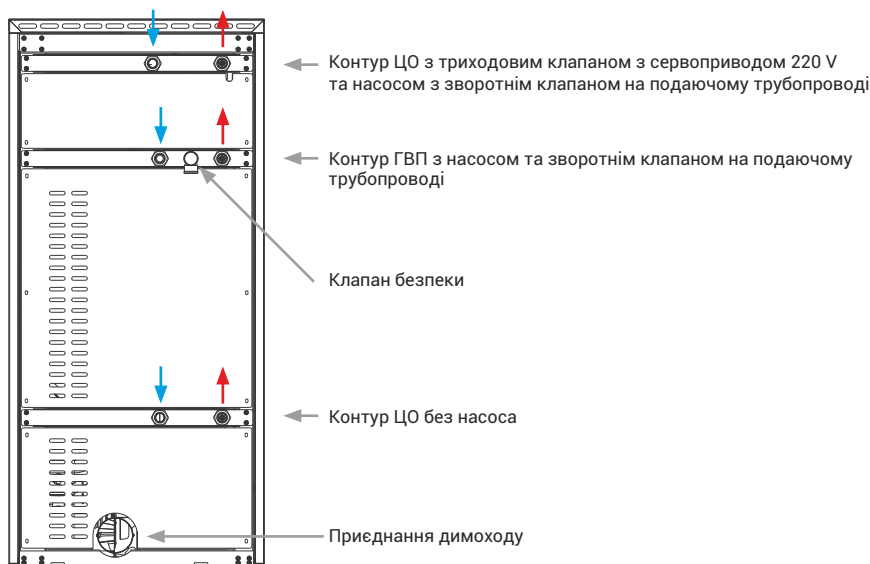 Контур ЦО з триходовим клапаном з сервоприводом 220 V
та насосом з зворотнім клапаном на подаючому трубопроводі
Контур ГВП з насосом та зворотнім клапаном на подаючому
трубопроводі
Клапан безпеки
Контур ЦО без насоса
Приєднання димоходу